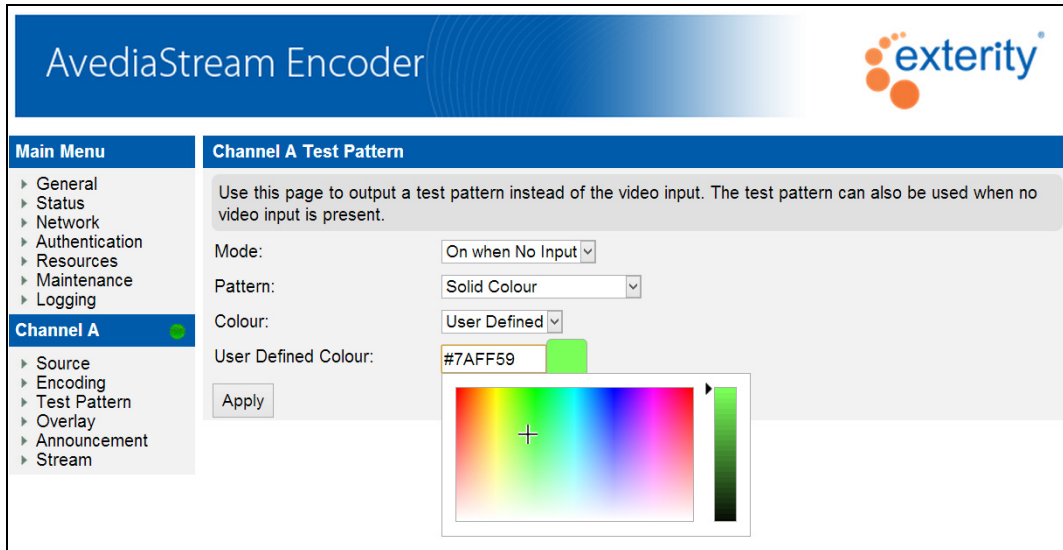 AvediaStream Encoder
exterity®
Main Menu
General
Status
Network
Authentication
Resources
Maintenance
Logging
Channel A
Source
Encoding
Test Pattern
Overlay
Announcement
Stream
Channel A Test Pattern
Use this page to output a test pattern instead of the video input. The test pattern can also be used when no
video input is present.
Mode: On when No Input
Pattern: Solid Colour
Colour: User Defined
User Defined Colour: #7AFF59
Apply